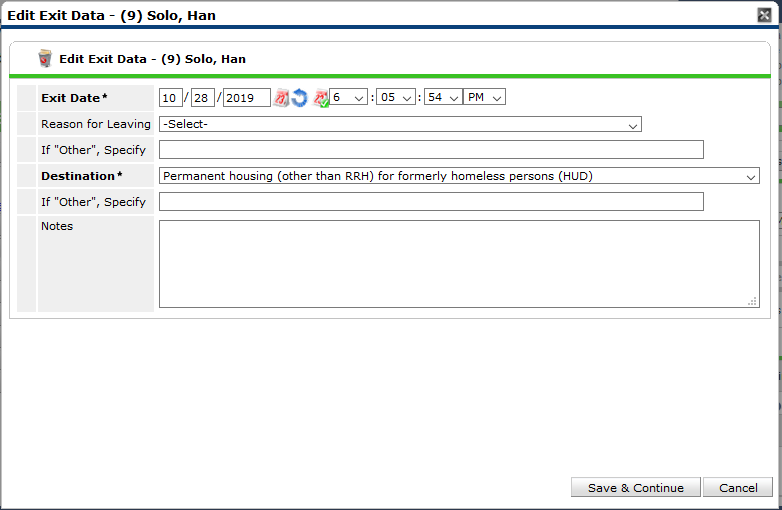 Edit Exit Data - (9) Solo, Han
Edit Exit Data - (9) Solo, Han
Exit Date* 10 / 28 / 2019 6 : 05 : 54 PM
Reason for Leaving -Select-
If "Other", Specify
Destination* Permanent housing (other than RRH) for formerly homeless persons (HUD)
If "Other", Specify
Notes
Save & Continue Cancel